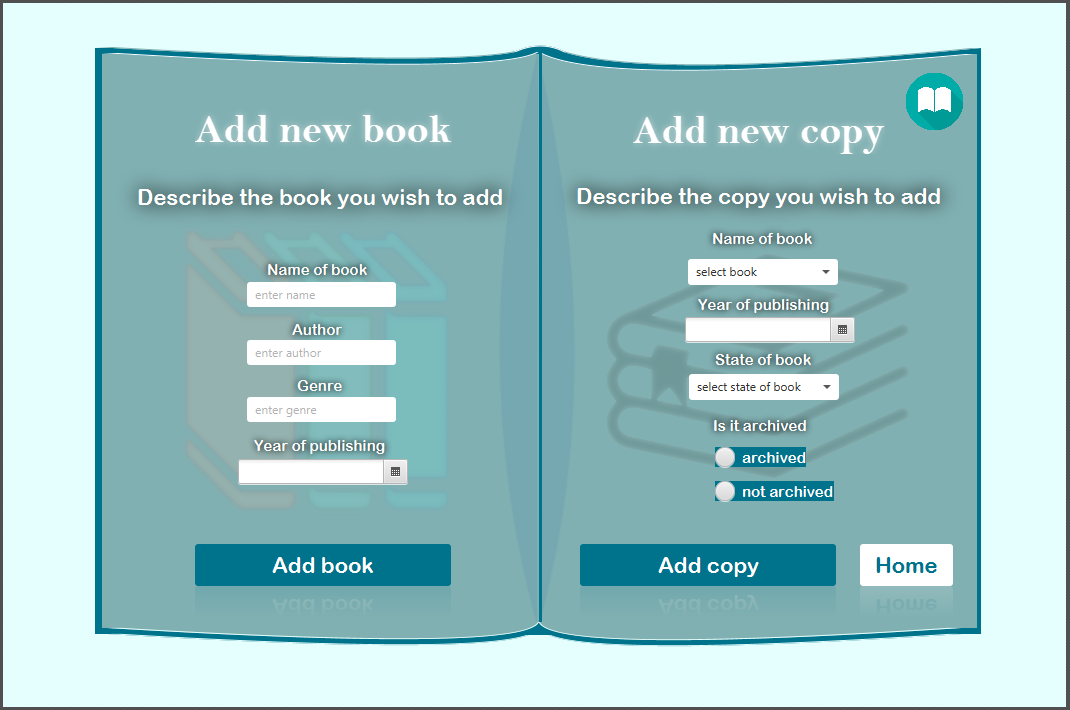 Add new book
Describe the book you wish to add
Name of book
enter name
Author
enter author
Genre
enter genre
Year of publishing
Add book
Add new copy
Describe the copy you wish to add
Name of book
select book
Year of publishing
State of book
select state of book
Is it archived
archived
not archived
Add copy
Home